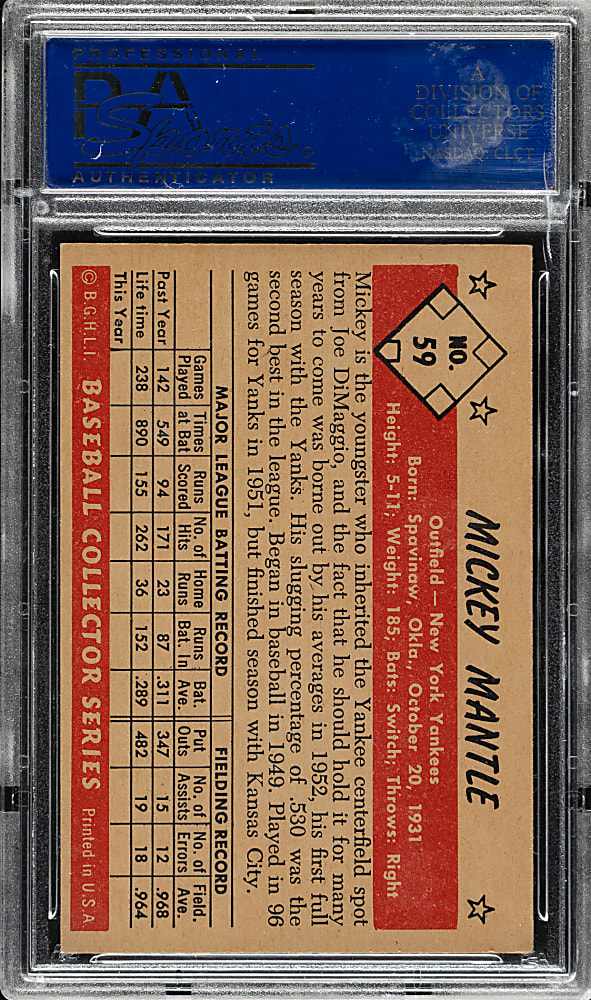 PROFESSIONAL
PSA
Sports
AUTHENTICATOR
A
DIVISION OF
COLLECTORS
UNIVERSE
NASDAQ: CLCT
MICKEY MANTLE
NO.
59
Outfield — New York Yankees
Born: Spavinaw, Okla., October 20, 1931
Height: 5-11; Weight: 185; Bats: Switch; Throws: Right
Mickey is the youngster who inherited the Yankee centerfield spot
from Joe DiMaggio, and the fact that he should hold it for many
years to come was borne out by his averages in 1952, his first full
season with the Yanks. His slugging percentage of .530 was the
second best in the league. Began in baseball in 1949. Played in 96
games for Yanks in 1951, but finished season with Kansas City.
MAJOR LEAGUE BATTING RECORD FIELDING RECORD
Games Times Runs No. of Home Runs Bat. Put No. of No. of Field.
Played at Bat Scored Hits Runs Bat. In Ave. Outs Assists Errors Ave.
Past Year 142 549 94 171 23 87 .311 347 15 12 .968
Life time 238 890 155 262 36 152 .289 482 19 18 .964
This Year
© B.G.H.L.I. BASEBALL COLLECTOR SERIES Printed in U.S.A.